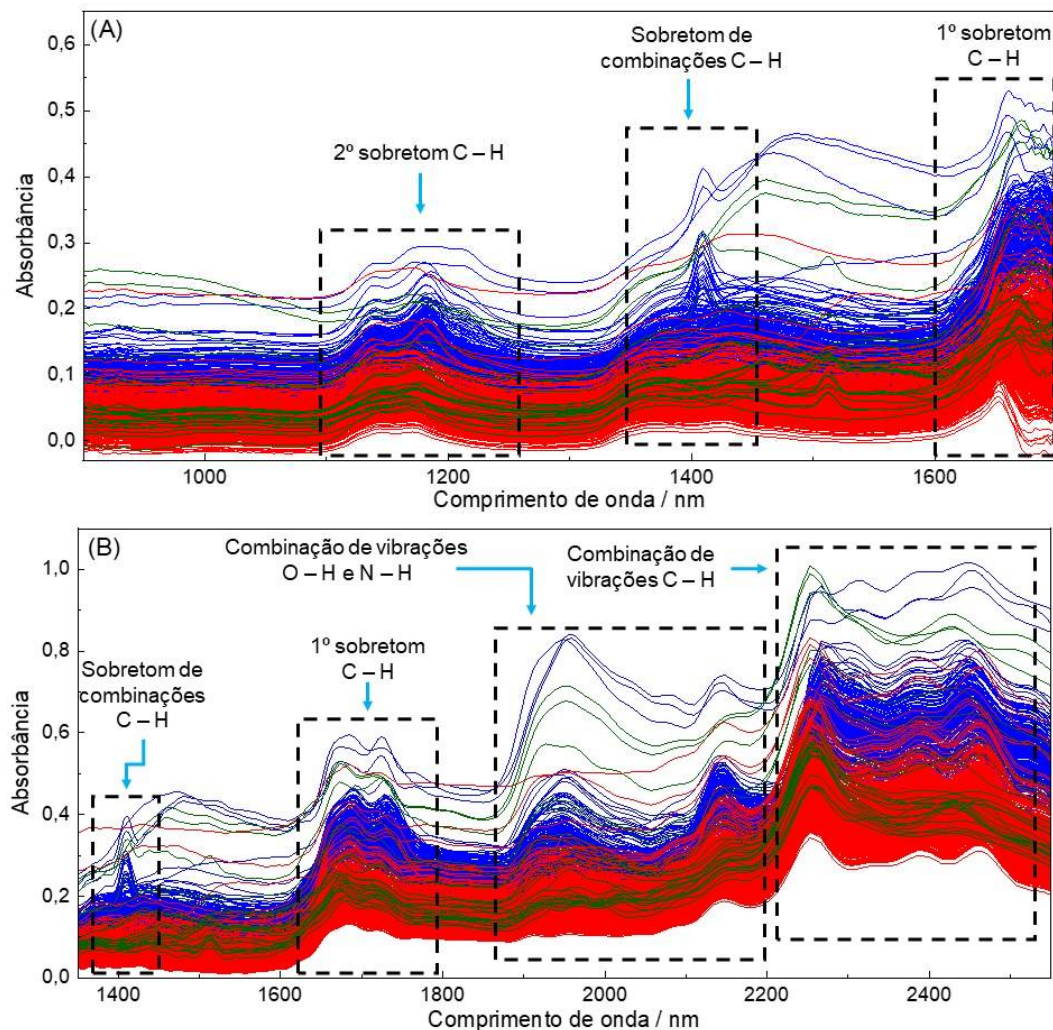 (A)
0,6
0,5
0,4
0,3
0,2
0,1
0,0
Absorbância
2º sobretom C – H
Sobretom de
combinações C – H
1º sobretom
C – H
1000
1200
1400
1600
Comprimento de onda / nm
(B)
1,0
0,8
0,6
0,4
0,2
0,0
Absorbância
Sobretom de
combinações
C – H
1º sobretom
C – H
Combinação de vibrações
O – H e N – H
Combinação de
vibrações C – H
1400
1600
1800
2000
2200
2400
Comprimento de onda / nm